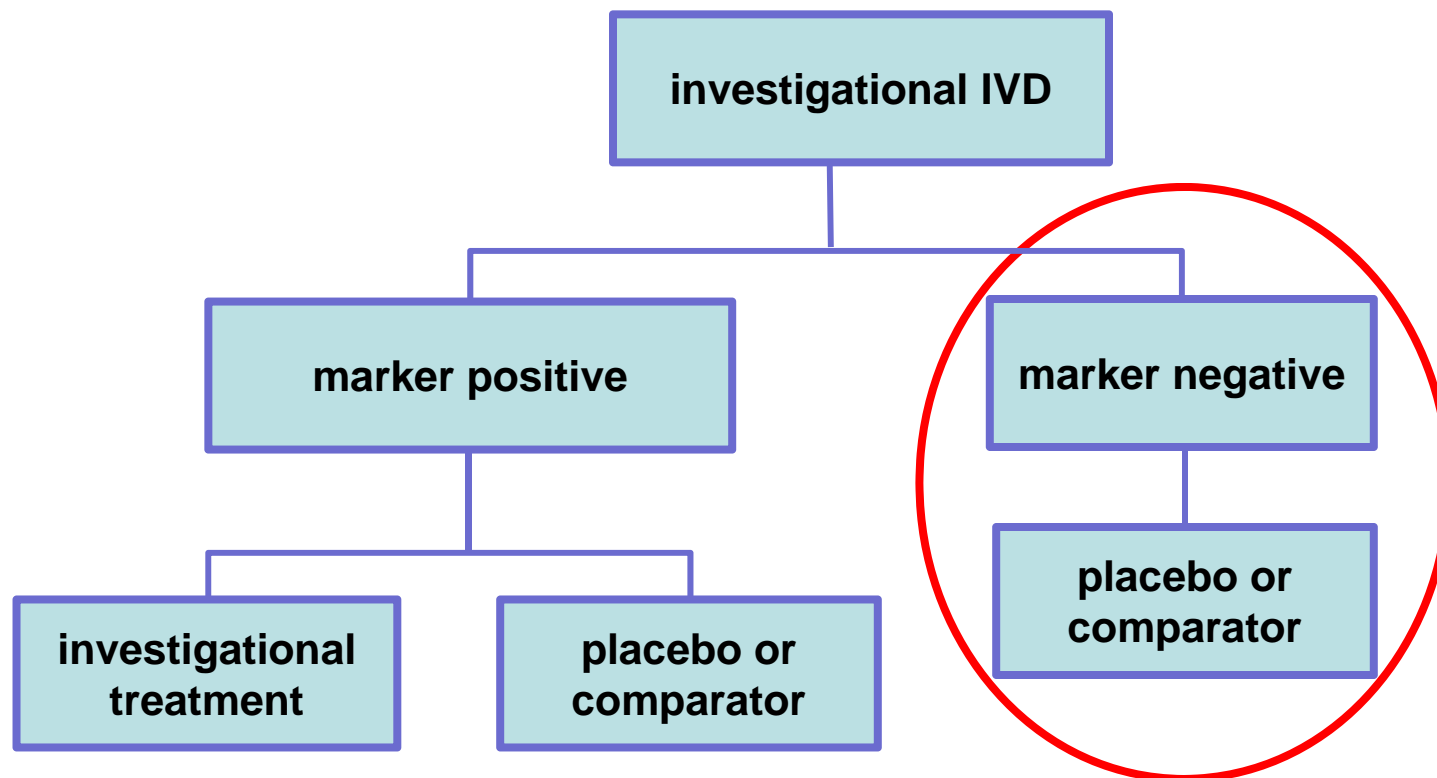 investigational IVD
marker positive
marker negative
investigational
treatment
placebo or
comparator
placebo or
comparator